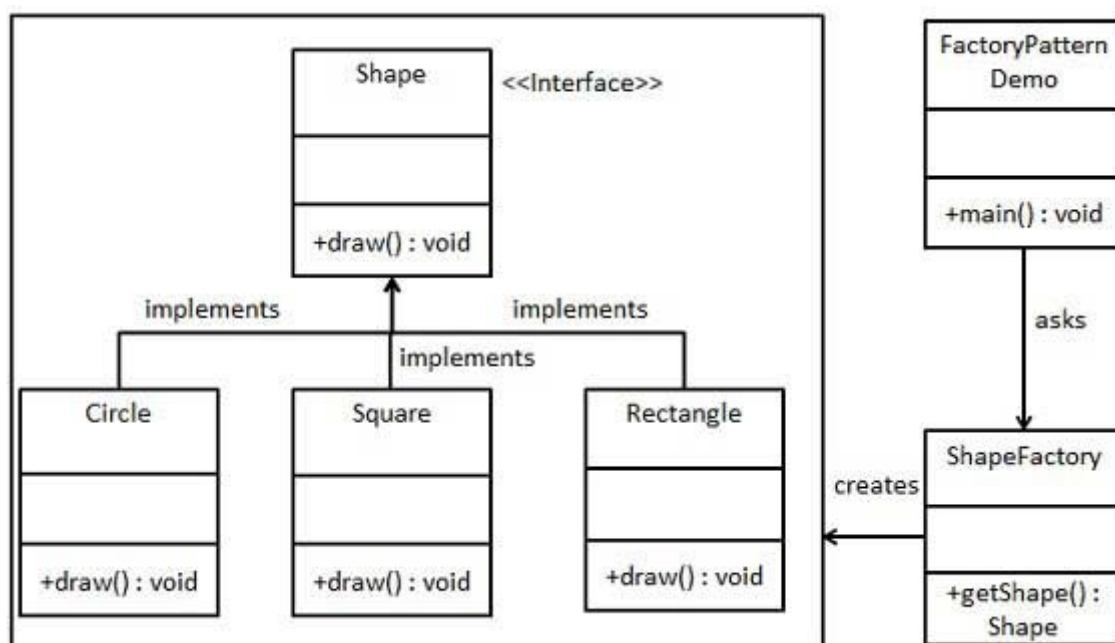 Shape
<<Interface>>
+draw() : void
implements
implements
implements
Circle
+draw() : void
Square
+draw() : void
Rectangle
+draw() : void
FactoryPattern
Demo
+main() : void
asks
ShapeFactory
+getShape() :
Shape
creates